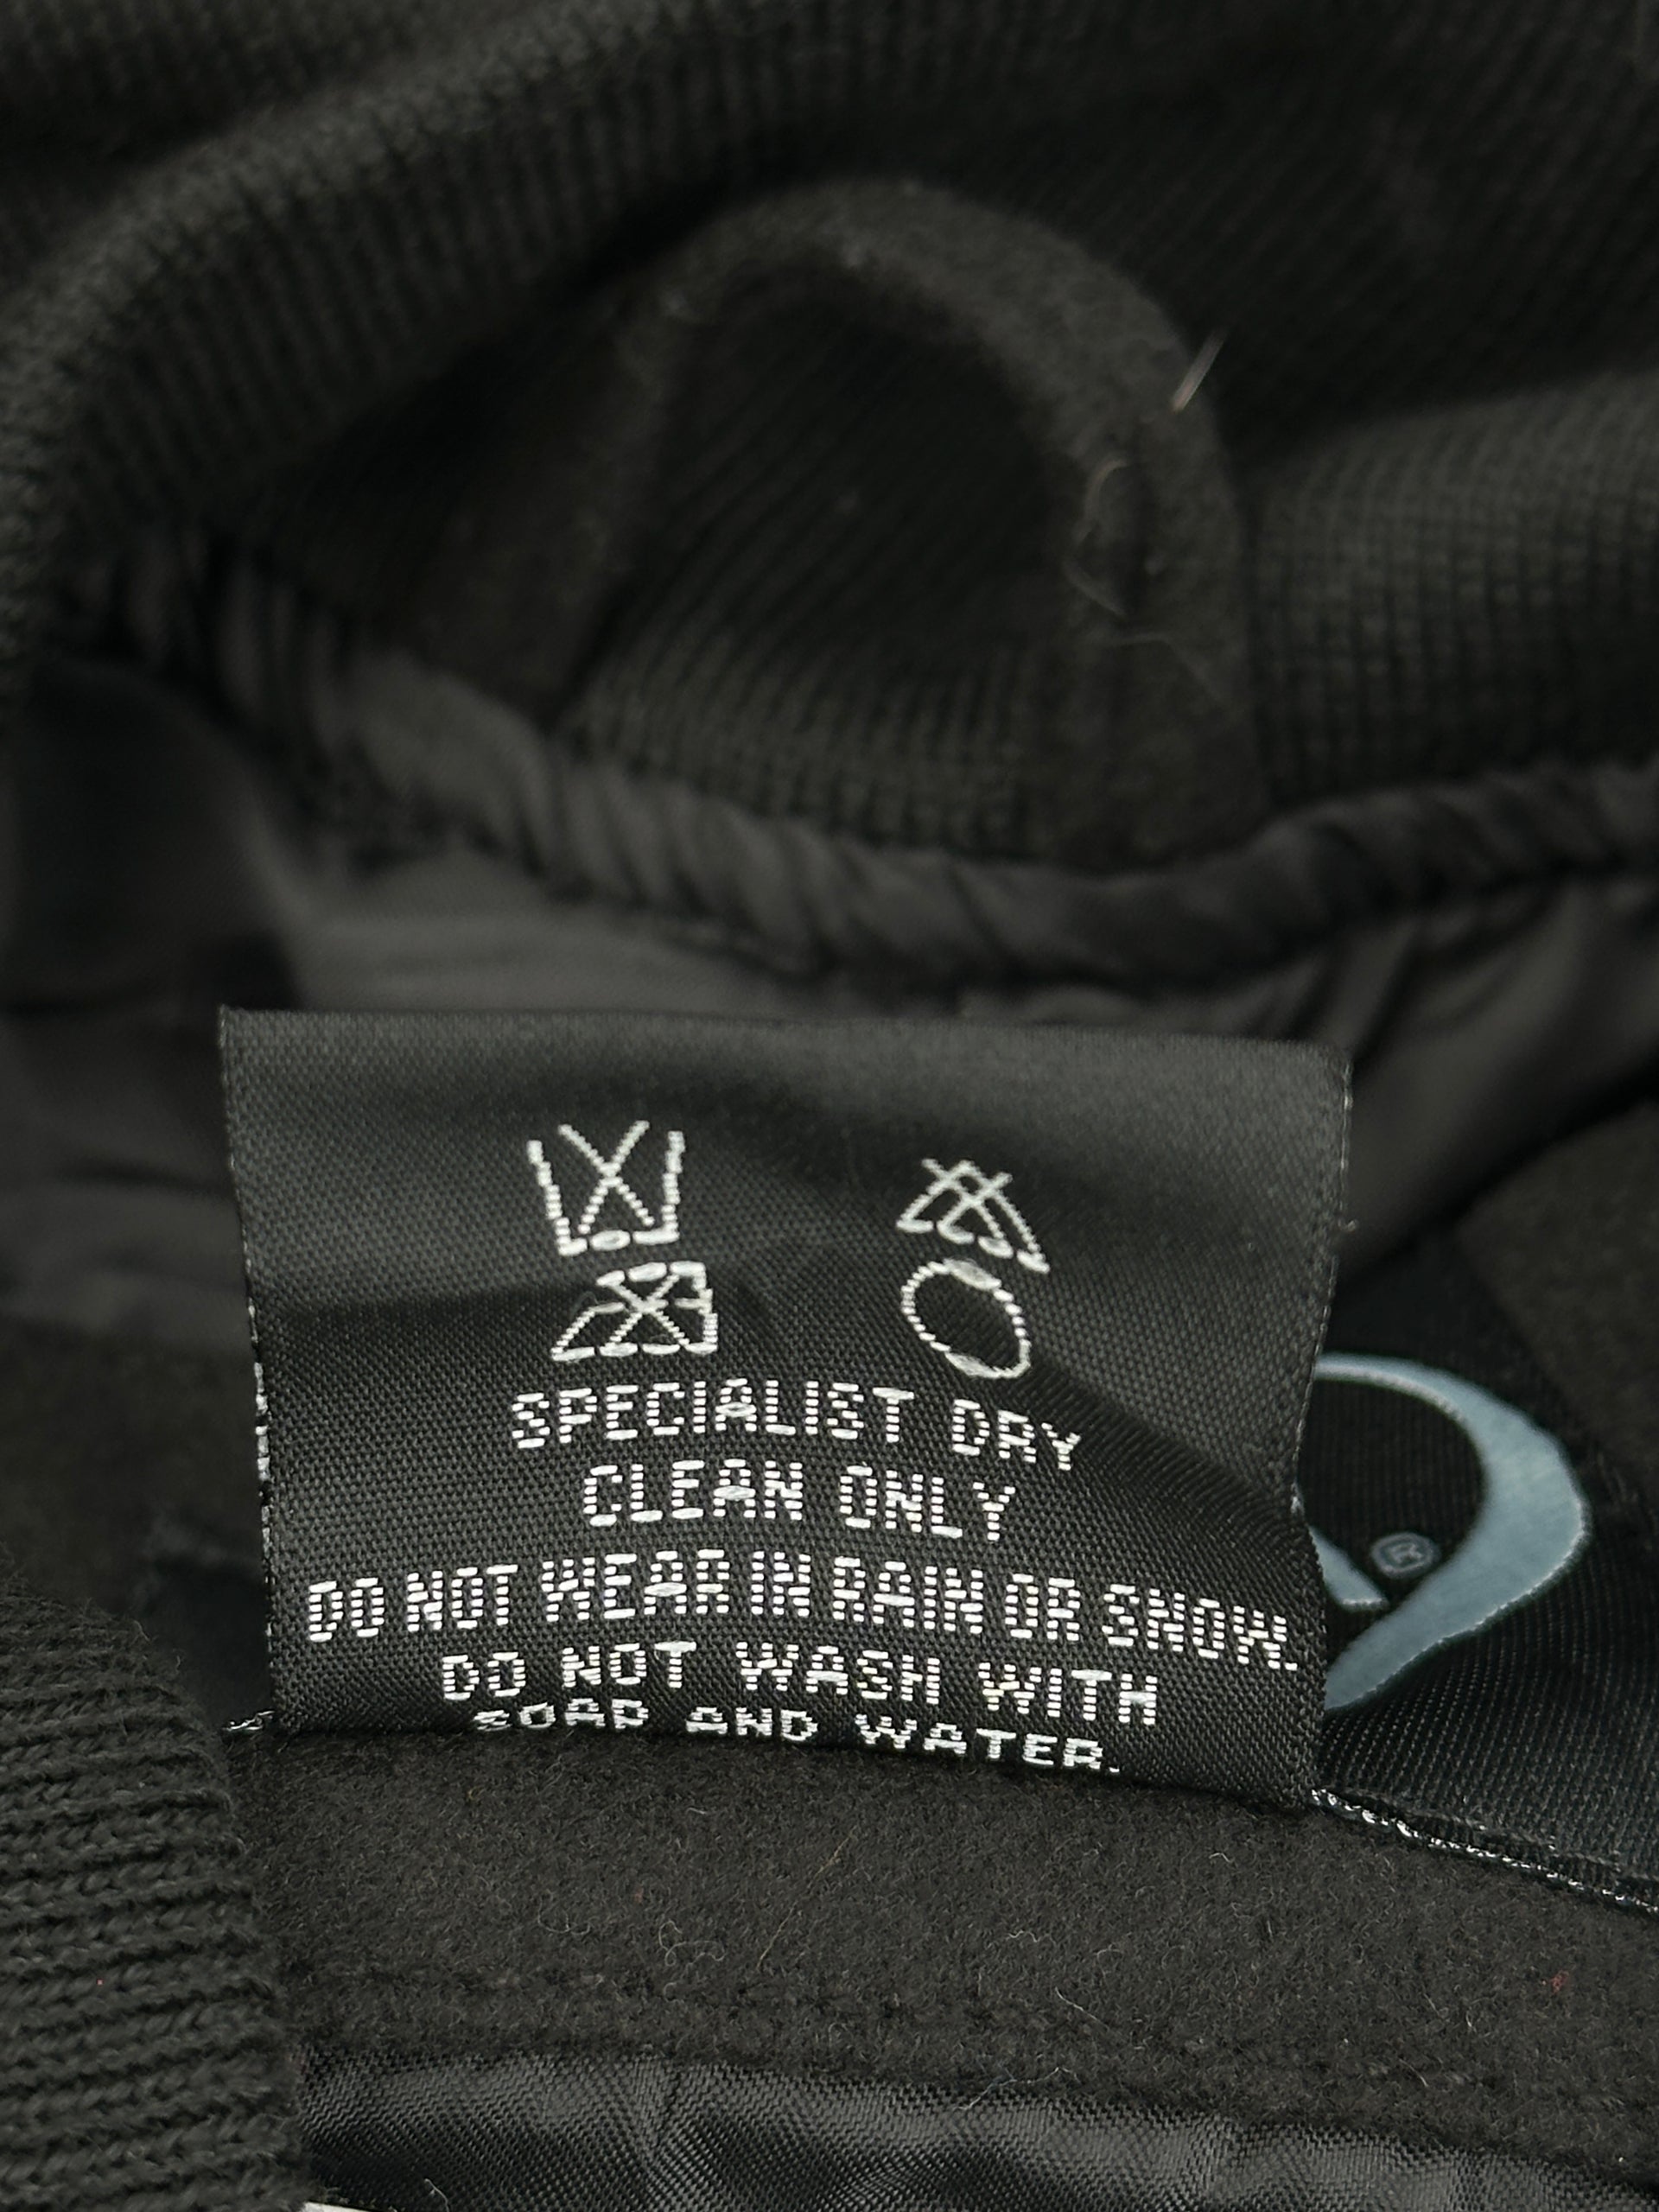 SPECIALIST DRY
CLEAN ONLY
DO NOT WEAR IN RAIN OR SNOW.
DO NOT WASH WITH
SOAP AND WATER.
®